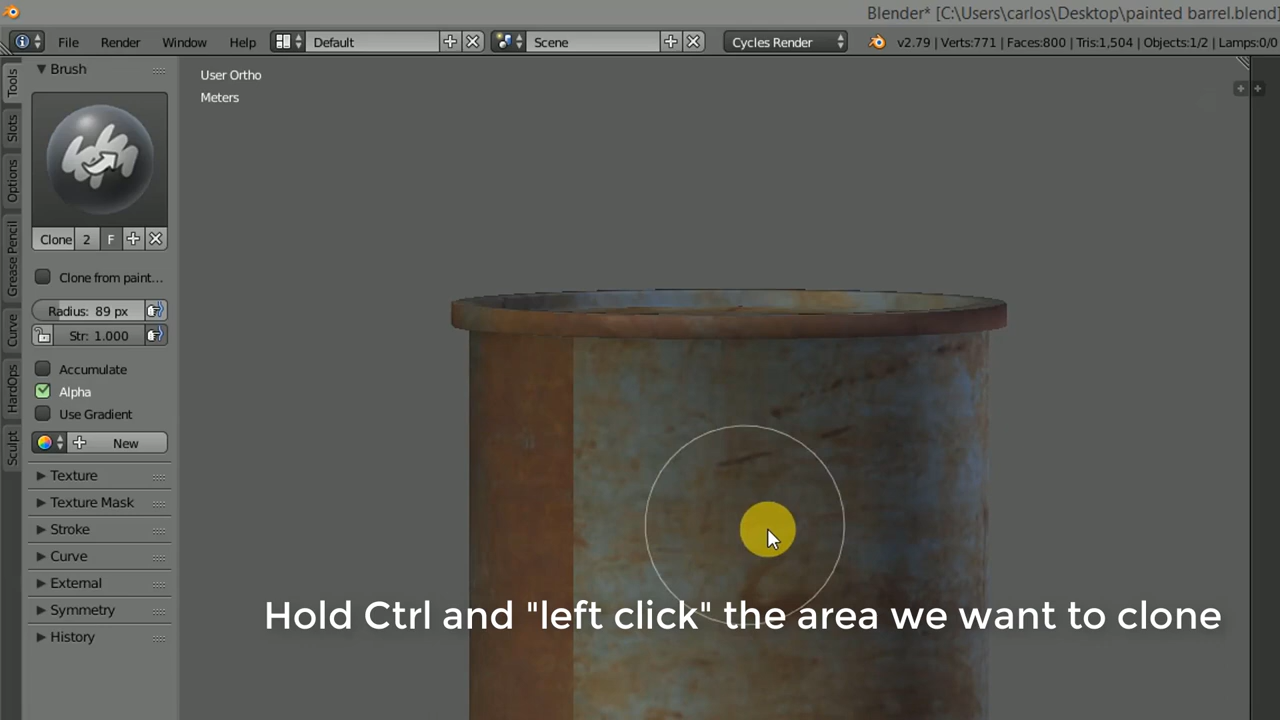 Blender* [C:\Users\carlos\Desktop\painted barrel.blend]
File Render Window Help Default Scene Cycles Render v2.79 | Verts:771 | Faces:800 | Tris:1,504 | Objects:1/2 | Lamps:0/0
Tools
Slots
Options
Grease Pencil
Curve
HardOps
Sculpt
Brush
Clone 2 F
Clone from paint...
Radius: 89 px
Str: 1.000
Accumulate
Alpha
Use Gradient
New
Texture
Texture Mask
Stroke
Curve
External
Symmetry
History
User Ortho
Meters
Hold Ctrl and "left click" the area we want to clone